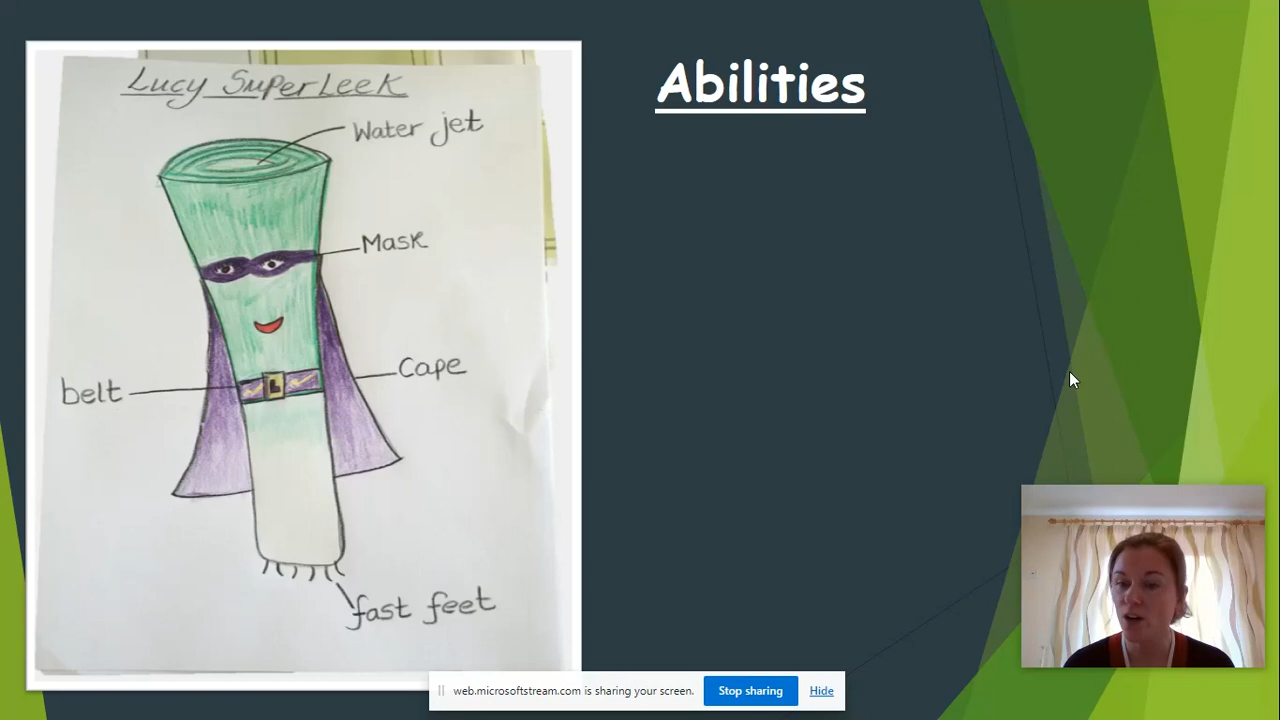 Lucy SuperLeek
Water jet
Mask
Cape
belt
fast feet
Abilities
L
web.microsoftstream.com is sharing your screen.
Stop sharing
Hide